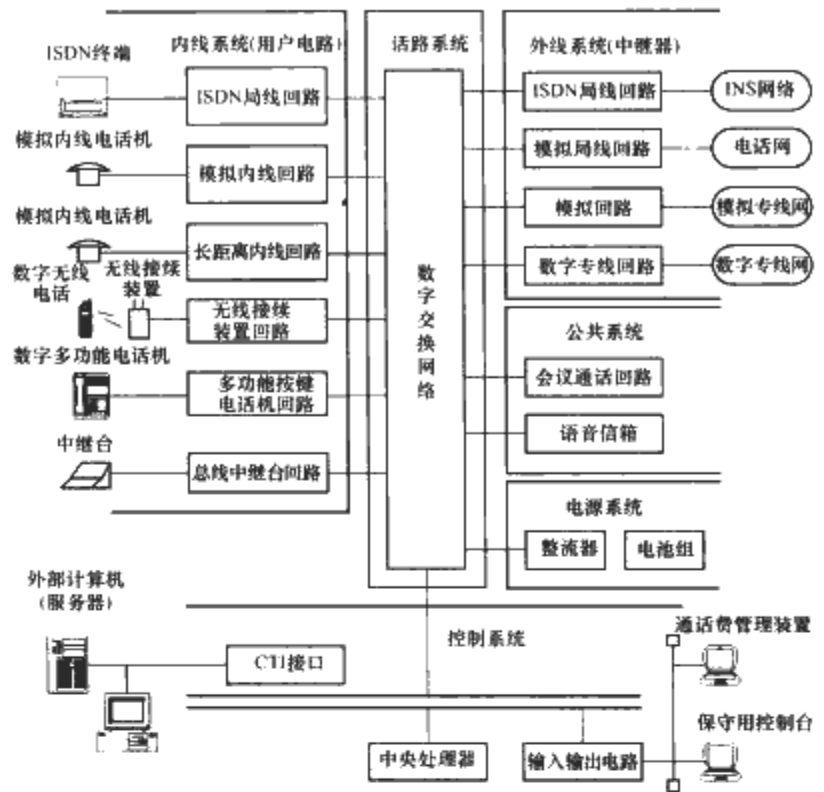 ISDN终端
内线系统(用户电路)
ISDN局线回路
模拟内线电话机
模拟内线回路
模拟内线电话机
长距离内线回路
数字无线
电话
无线接续
装置
无线接续
装置回路
数字多功能电话机
多功能按键
电话机回路
中继台
总线中继台回路
话路系统
数
字
交
换
网
络
外线系统(中继器)
ISDN局线回路
INS网络
模拟局线回路
电话网
模拟回路
模拟专线网
数字专线回路
数字专线网
公共系统
会议通话回路
语音信箱
电源系统
整流器
电池组
外部计算机
(服务器)
控制系统
CTI接口
中央处理器
输入输出电路
通话费管理装置
保守用控制台